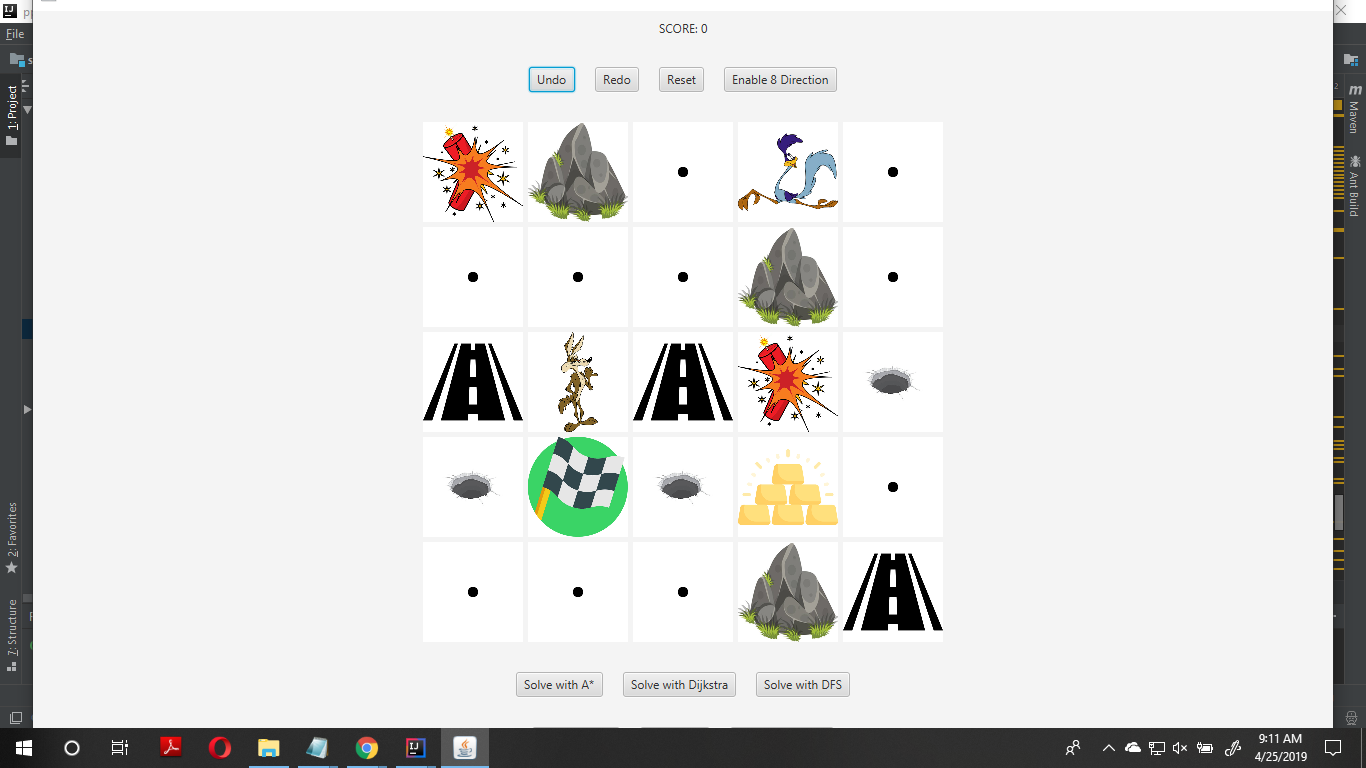 File
SCORE: 0
Undo
Redo
Reset
Enable 8 Direction
1: Project
Maven
Ant Build
2: Favorites
7: Structure
Solve with A*
Solve with Dijkstra
Solve with DFS
9:11 AM
4/25/2019